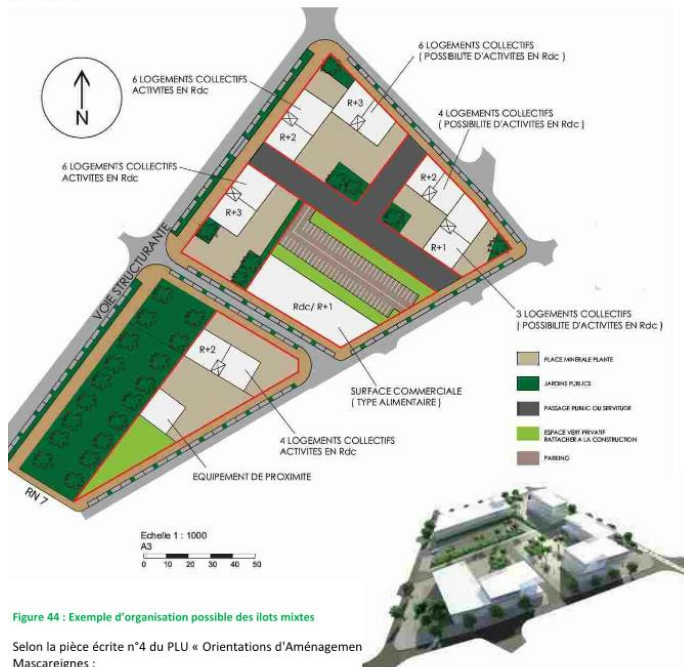 6 LOGEMENTS COLLECTIFS
( POSSIBILITE D'ACTIVITES EN Rdc )
6 LOGEMENTS COLLECTIFS
ACTIVITES EN Rdc
4 LOGEMENTS COLLECTIFS
( POSSIBILITE D'ACTIVITES EN Rdc )
6 LOGEMENTS COLLECTIFS
ACTIVITES EN Rdc
N
R+3
R+2
R+2
R+3
R+1
VOIE STRUCTURANTE
Rdc/ R+1
R+2
3 LOGEMENTS COLLECTIFS
( POSSIBILITE D'ACTIVITES EN Rdc )
SURFACE COMMERCIALE
( TYPE ALIMENTAIRE )
4 LOGEMENTS COLLECTIFS
ACTIVITES EN Rdc
EQUIPEMENT DE PROXIMITE
RN 7
PLACE MINERALE PLANTE
JARDINS PUBLICS
PASSAGE PUBLIC OU SERVITUDE
ESPACE VERT PRIVATIF
RATTACHER A LA CONSTRUCTION
PARKING
Echelle 1 : 1000
A3
0 10 20 30 40 50
Figure 44 : Exemple d'organisation possible des ilots mixtes
Selon la pièce écrite n°4 du PLU « Orientations d'Aménagemen
Mascareignes :